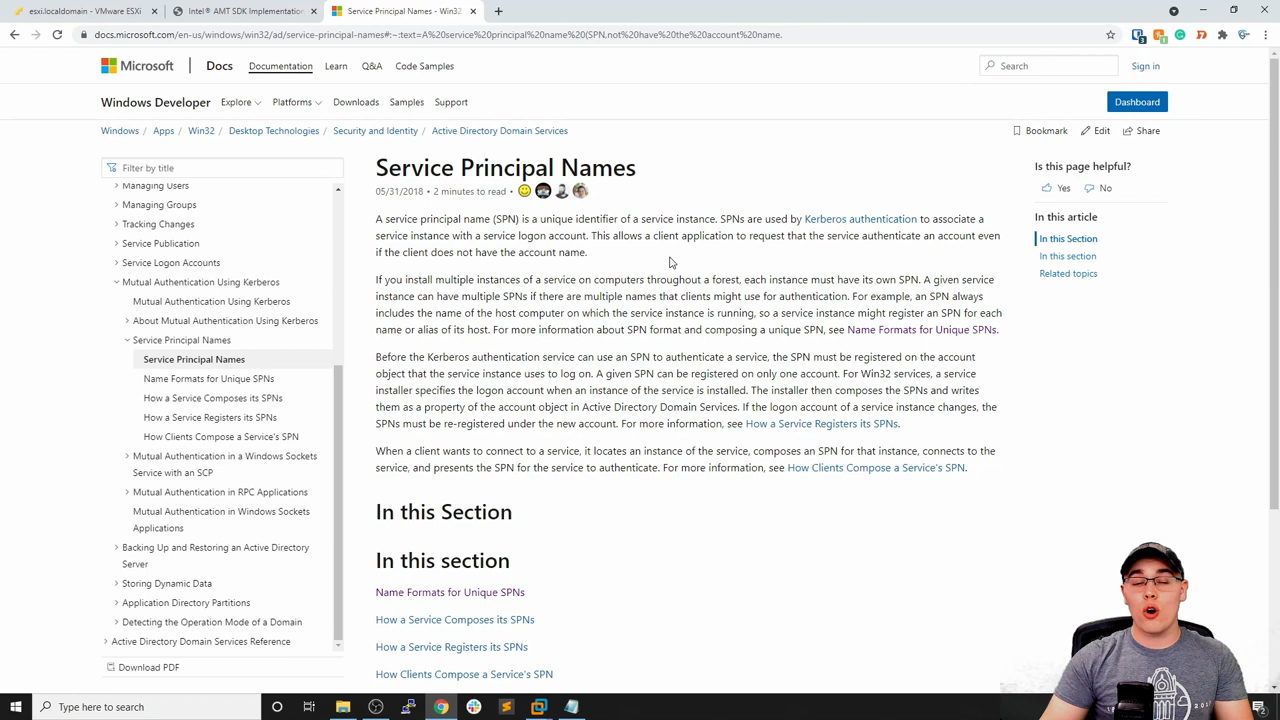 esxi.localdomain - VMware ESXi
Intel® AMT SDK Implementation
Service Principal Names - Win32
docs.microsoft.com/en-us/windows/win32/ad/service-principal-names#:~:text=A%20service%20principal%20name%20(SPN,not%20have%20the%20account%20name.
Microsoft Docs Documentation Learn Q&A Code Samples Search Sign in
Windows Developer Explore Platforms Downloads Samples Support Dashboard
Windows / Apps / Win32 / Desktop Technologies / Security and Identity / Active Directory Domain Services
Bookmark Edit Share
Filter by title
Managing Users
Managing Groups
Tracking Changes
Service Publication
Service Logon Accounts
Mutual Authentication Using Kerberos
Mutual Authentication Using Kerberos
About Mutual Authentication Using Kerberos
Service Principal Names
Service Principal Names
Name Formats for Unique SPNs
How a Service Composes its SPNs
How a Service Registers its SPNs
How Clients Compose a Service's SPN
Mutual Authentication in a Windows Sockets
Service with an SCP
Mutual Authentication in RPC Applications
Mutual Authentication in Windows Sockets
Applications
Backing Up and Restoring an Active Directory
Server
Storing Dynamic Data
Application Directory Partitions
Detecting the Operation Mode of a Domain
Active Directory Domain Services Reference
Download PDF
Service Principal Names
05/31/2018 • 2 minutes to read •
A service principal name (SPN) is a unique identifier of a service instance. SPNs are used by Kerberos authentication to associate a
service instance with a service logon account. This allows a client application to request that the service authenticate an account even
if the client does not have the account name.
If you install multiple instances of a service on computers throughout a forest, each instance must have its own SPN. A given service
instance can have multiple SPNs if there are multiple names that clients might use for authentication. For example, an SPN always
includes the name of the host computer on which the service instance is running, so a service instance might register an SPN for each
name or alias of its host. For more information about SPN format and composing a unique SPN, see Name Formats for Unique SPNs.
Before the Kerberos authentication service can use an SPN to authenticate a service, the SPN must be registered on the account
object that the service instance uses to log on. A given SPN can be registered on only one account. For Win32 services, a service
installer specifies the logon account when an instance of the service is installed. The installer then composes the SPNs and writes
them as a property of the account object in Active Directory Domain Services. If the logon account of a service instance changes, the
SPNs must be re-registered under the new account. For more information, see How a Service Registers its SPNs.
When a client wants to connect to a service, it locates an instance of the service, composes an SPN for that instance, connects to the
service, and presents the SPN for the service to authenticate. For more information, see How Clients Compose a Service's SPN.
In this Section
In this section
Name Formats for Unique SPNs
How a Service Composes its SPNs
How a Service Registers its SPNs
How Clients Compose a Service's SPN
Is this page helpful?
Yes No
In this article
In this Section
In this section
Related topics
Type here to search